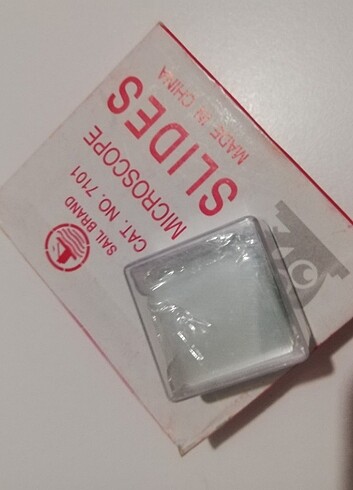 SAIL BRAND
CAT. NO. 7101
MICROSCOPE
SLIDES
MADE IN CHINA